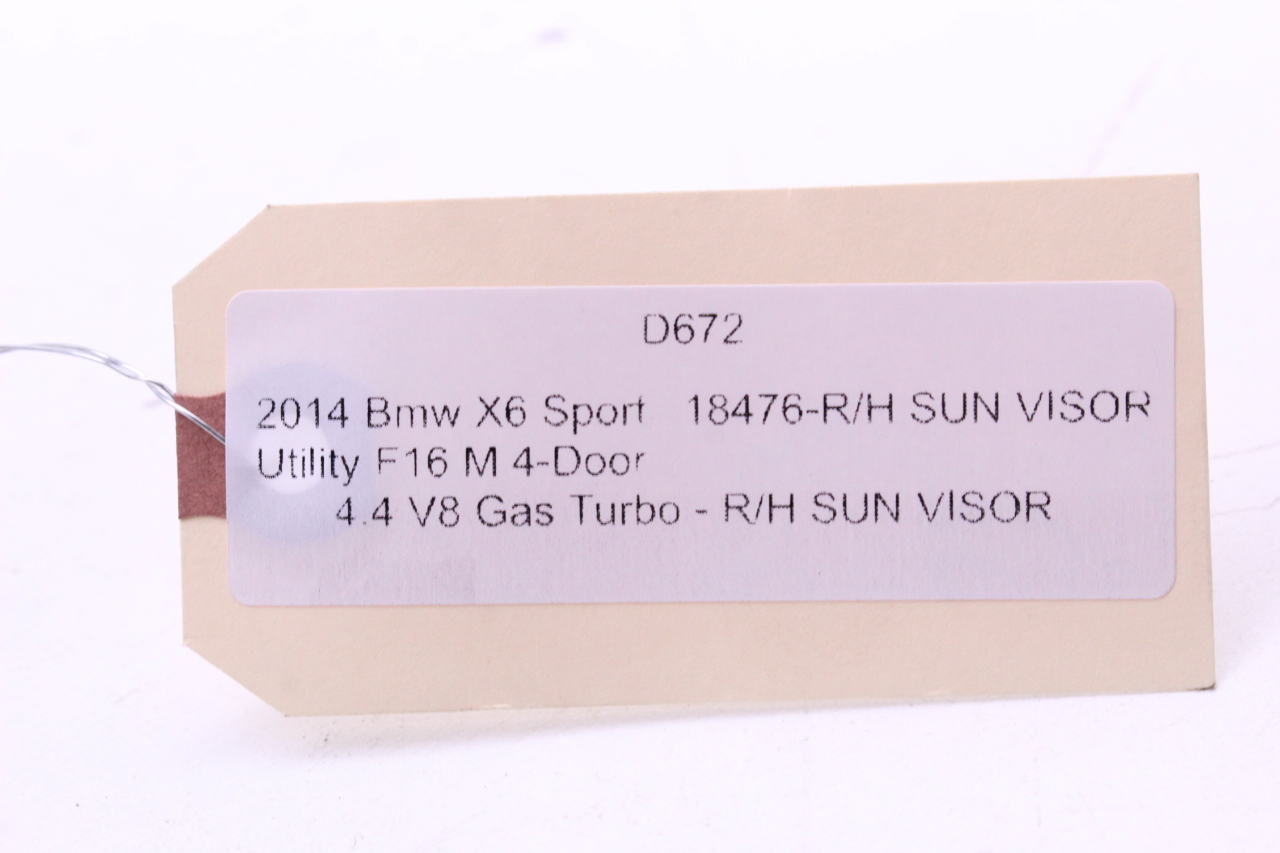 D672
2014 Bmw X6 Sport 18476-R/H SUN VISOR
Utility F16 M 4-Door
4.4 V8 Gas Turbo - R/H SUN VISOR